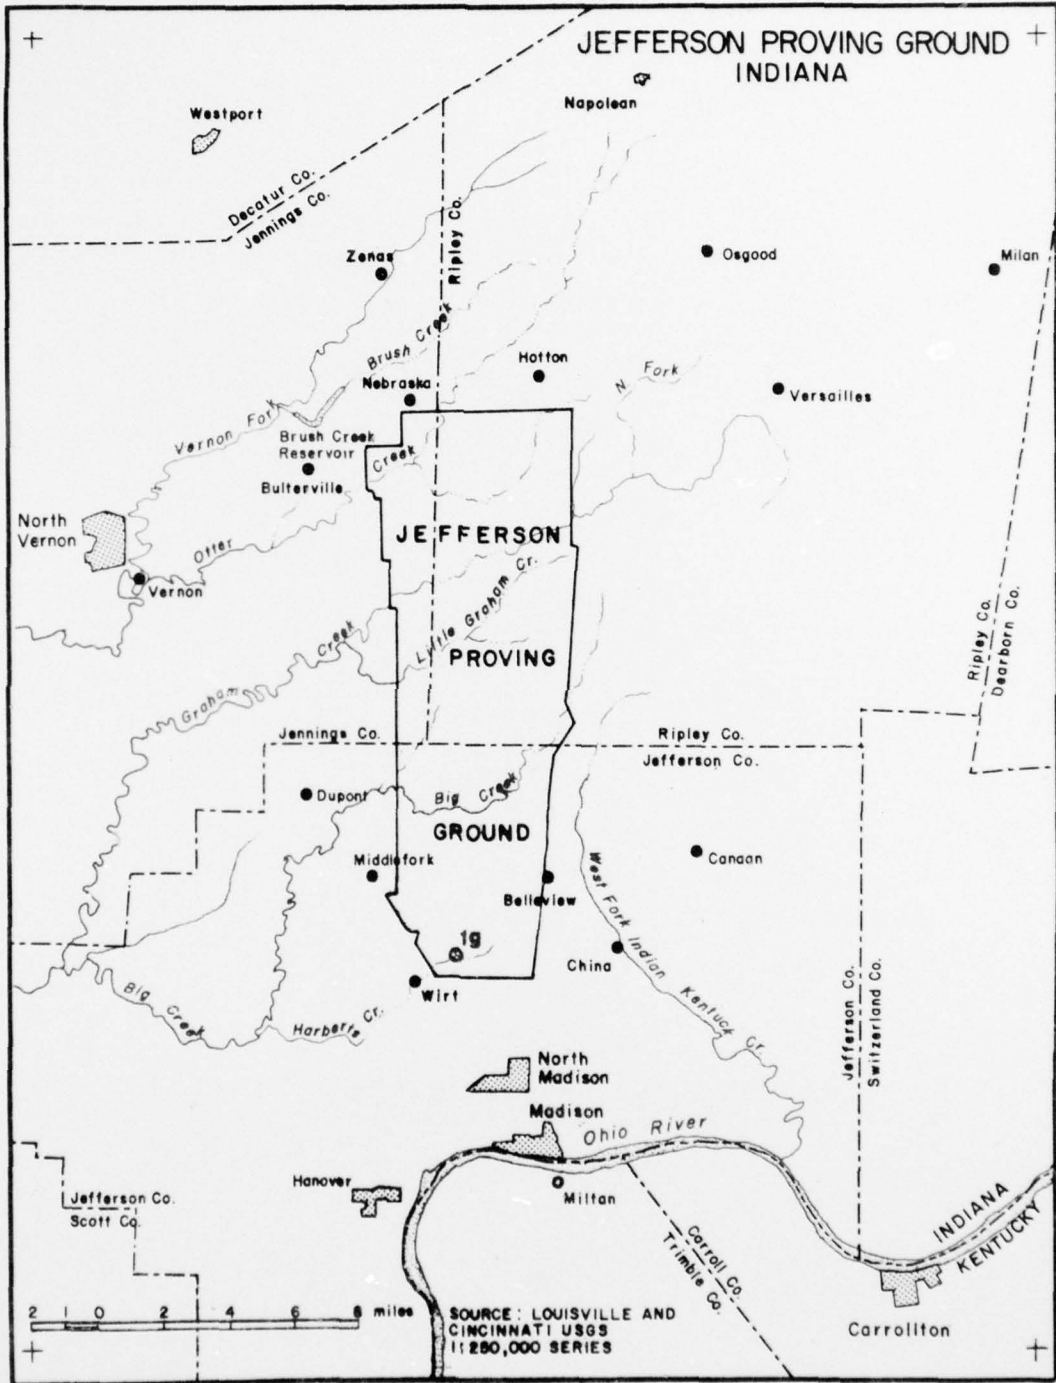 JEFFERSON PROVING GROUND
INDIANA
Napolean
Westport
Decatur Co.
Jennings Co.
Ripley Co.
Zenas
Osgood
Milan
Brush Creek
Hotton
N Fork
Nebraska
Versailles
Vernon Fork
Brush Creek
Reservoir
Creek
Bulterville
North
Vernon
JEFFERSON
Otter
Vernon
Little Graham Cr.
Graham Creek
PROVING
Ripley Co.
Dearborn Co.
Jennings Co.
Ripley Co.
Jefferson Co.
Dupont
Big Creek
GROUND
Middlefork
Canaan
Belleview
West Fork Indian Kentuck Cr.
19
China
Wirt
Big Creek
Harberts Cr.
Jefferson Co.
Switzerland Co.
North
Madison
Madison
Ohio River
Hanover
Miltan
Jefferson Co.
Scott Co.
INDIANA
KENTUCKY
Carroll Co.
Trimble Co.
2 1 0 2 4 6 8 miles
SOURCE: LOUISVILLE AND
CINCINNATI USGS
1:250,000 SERIES
Carrollton